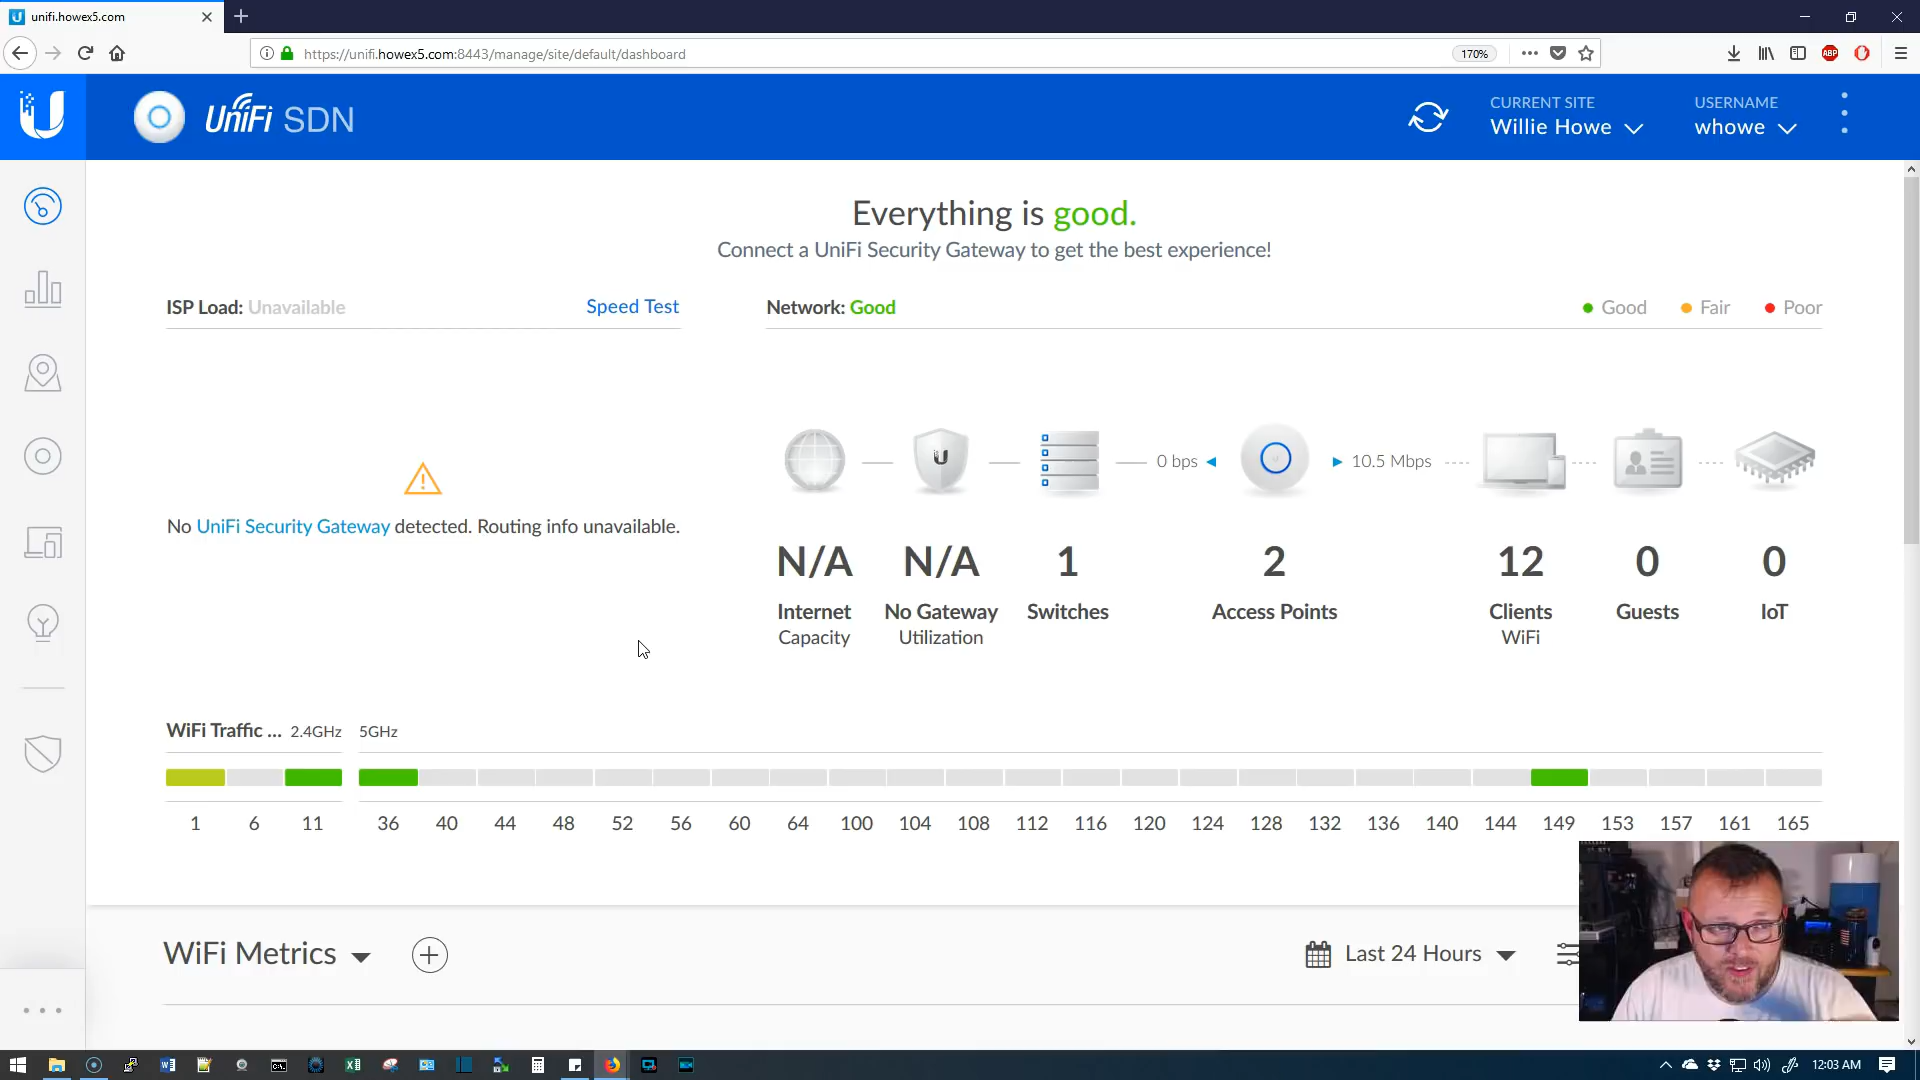 unifi.howex5.com
https://unifi.howex5.com:8443/manage/site/default/dashboard
170%
ABP
UniFi SDN
CURRENT SITE
Willie Howe
USERNAME
whowe
Everything is good.
Connect a UniFi Security Gateway to get the best experience!
ISP Load: Unavailable
Speed Test
Network: Good
Good
Fair
Poor
No UniFi Security Gateway detected. Routing info unavailable.
0 bps
10.5 Mbps
N/A
Internet
Capacity
N/A
No Gateway
Utilization
1
Switches
2
Access Points
12
Clients
WiFi
0
Guests
0
IoT
WiFi Traffic ... 2.4GHz 5GHz
1 6 11 36 40 44 48 52 56 60 64 100 104 108 112 116 120 124 128 132 136 140 144 149 153 157 161 165
WiFi Metrics
Last 24 Hours
12:03 AM